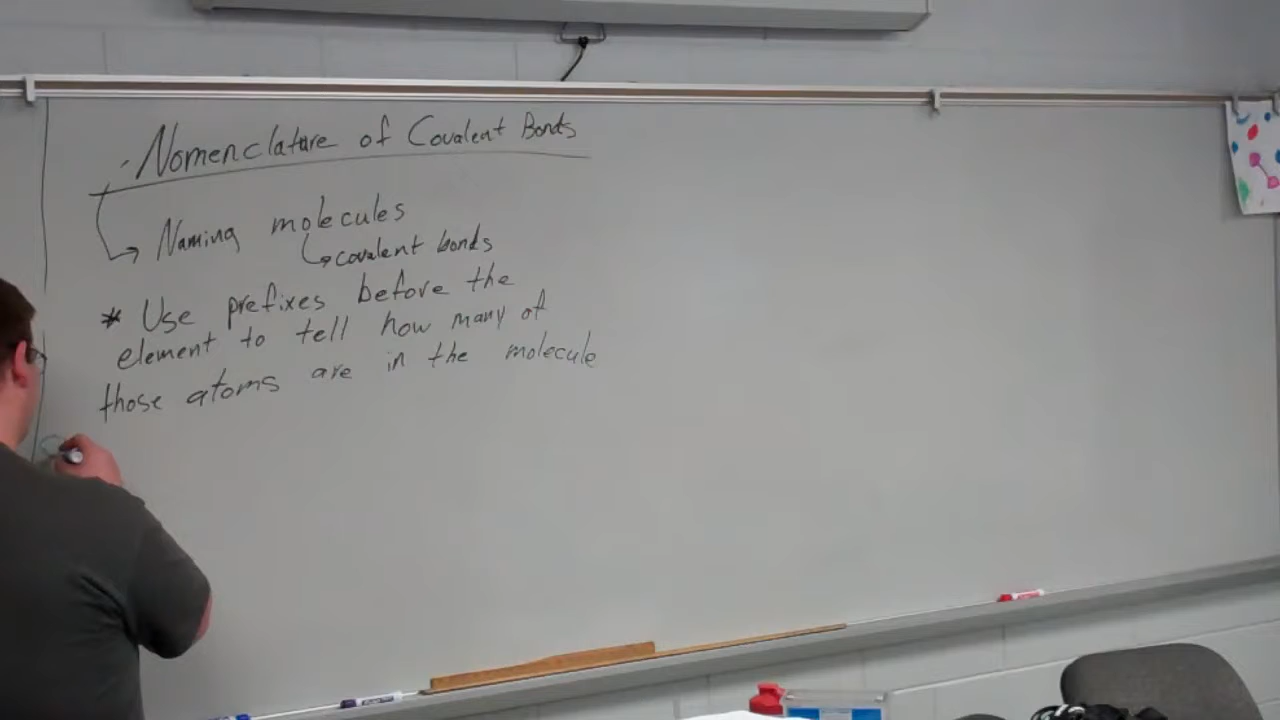 Nomenclature of Covalent Bonds
Naming molecules
covalent bonds
* Use prefixes before the
element to tell how many of
those atoms are in the molecule